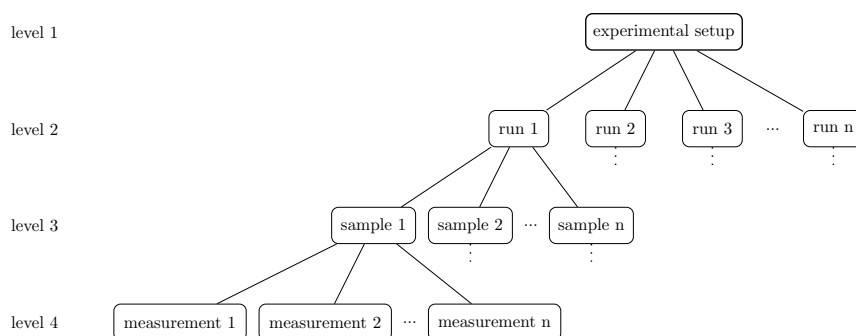 level 1 experimental setup
level 2 run 1 run 2 run 3 ... run n
level 3 sample 1 sample 2 ... sample n
level 4 measurement 1 measurement 2 ... measurement n